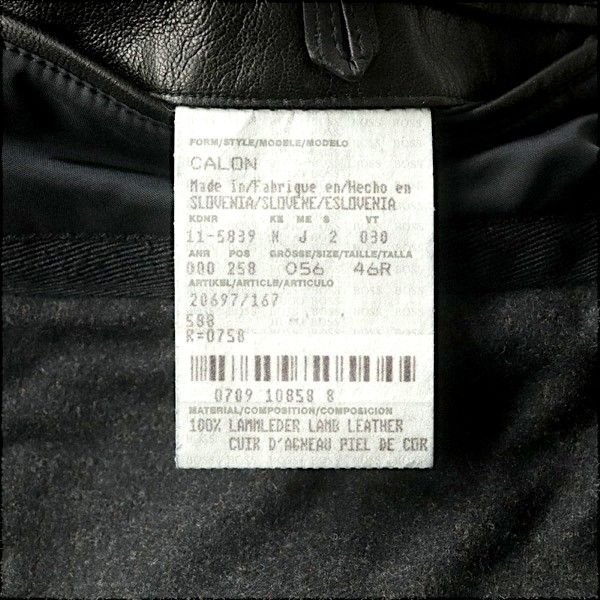 FORM/STYLE/MODELE/MODELO
CALON
Made In/Fabrique en/Hecho en
SLOVENIA/SLOVENE/ESLOVENIA
KDNR KE ME S VT
11-5839 N J 2 030
ANR POS GRÖSSE/SIZE/TAILLE/TALLA
000 258 056 46R
ARTIKEL/ARTICLE/ARTICULO
20697/167
588
R=0758
0709 10858 8
MATERIAL/COMPOSITION/COMPOSICION
100% LAMMLEDER LAMB LEATHER
CUIR D'AGNEAU PIEL DE COR